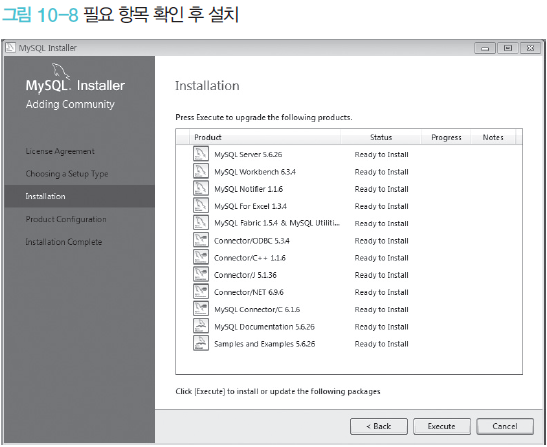 그림 10-8 필요 항목 확인 후 설치
MySQL Installer
MySQL. Installer
Adding Community
License Agreement
Choosing a Setup Type
Installation
Product Configuration
Installation Complete
Installation
Press Execute to upgrade the following products.
Product Status Progress Notes
MySQL Server 5.6.26 Ready to Install
MySQL Workbench 6.3.4 Ready to Install
MySQL Notifier 1.1.6 Ready to Install
MySQL For Excel 1.3.4 Ready to Install
MySQL Fabric 1.5.4 & MySQL Utiliti... Ready to Install
Connector/ODBC 5.3.4 Ready to Install
Connector/C++ 1.1.6 Ready to Install
Connector/J 5.1.36 Ready to Install
Connector/NET 6.9.6 Ready to Install
MySQL Connector/C 6.1.6 Ready to Install
MySQL Documentation 5.6.26 Ready to Install
Samples and Examples 5.6.26 Ready to Install
Click [Execute] to install or update the following packages
< Back Execute Cancel